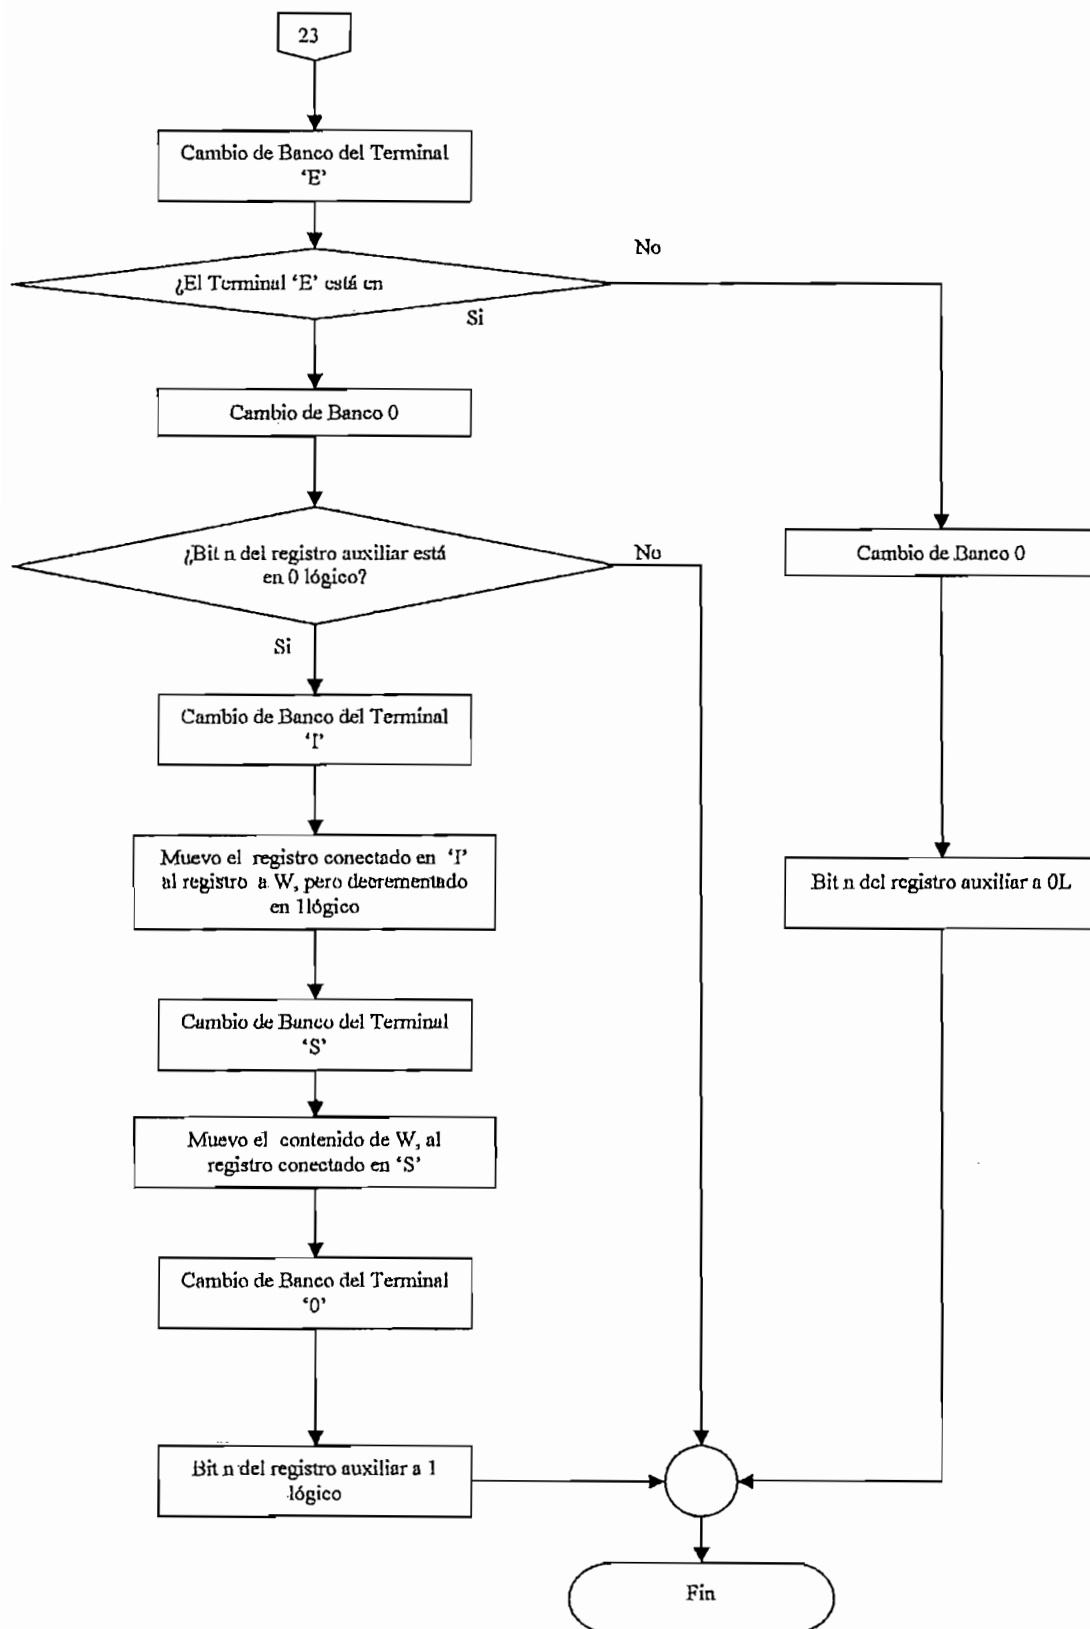 23
Cambio de Banco del Terminal
‘E’
No
¿El Terminal ‘E’ está en
Si
Cambio de Banco 0
¿Bit n del registro auxiliar está
en 0 lógico?
No
Cambio de Banco 0
Si
Cambio de Banco del Terminal
‘I’
Muevo el registro conectado en ‘I’
al registro a W, pero decrementado
en 1lógico
Bit n del registro auxiliar a 0L
Cambio de Banco del Terminal
‘S’
Muevo el contenido de W, al
registro conectado en ‘S’
Cambio de Banco del Terminal
‘0’
Bit n del registro auxiliar a 1
lógico
Fin